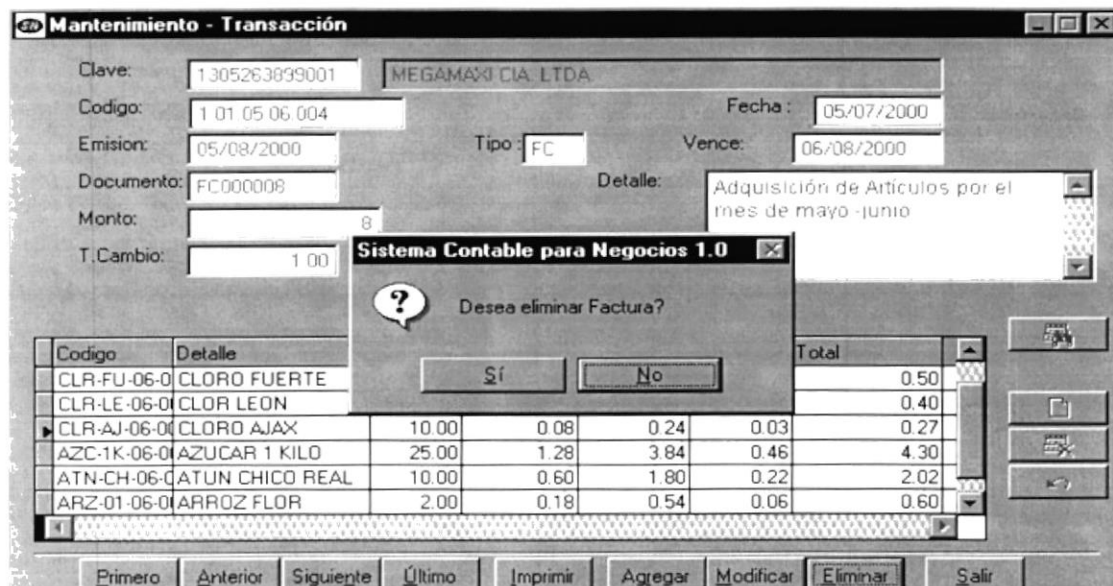 SN Mantenimiento - Transacción
Clave: 1305263899001 MEGAMAXI CIA. LTDA.
Codigo: 1.01.05.06.004 Fecha : 05/07/2000
Emision: 05/08/2000 Tipo : FC Vence: 06/08/2000
Documento: FC000008 Detalle: Adquisición de Artículos por el
mes de mayo -junio
Monto: 8
T.Cambio: 1.00
Sistema Contable para Negocios 1.0
Desea eliminar Factura?
Sí No
Codigo Detalle Total
CLR-FU-06-0 CLORO FUERTE 0.50
CLR-LE-06-0 CLOR LEON 0.40
CLR-AJ-06-0 CLORO AJAX 10.00 0.08 0.24 0.03 0.27
AZC-1K-06-0 AZUCAR 1 KILO 25.00 1.28 3.84 0.46 4.30
ATN-CH-06-0 ATUN CHICO REAL 10.00 0.60 1.80 0.22 2.02
ARZ-01-06-0 ARROZ FLOR 2.00 0.18 0.54 0.06 0.60
Primero Anterior Siguiente Último Imprimir Agregar Modificar Eliminar Salir